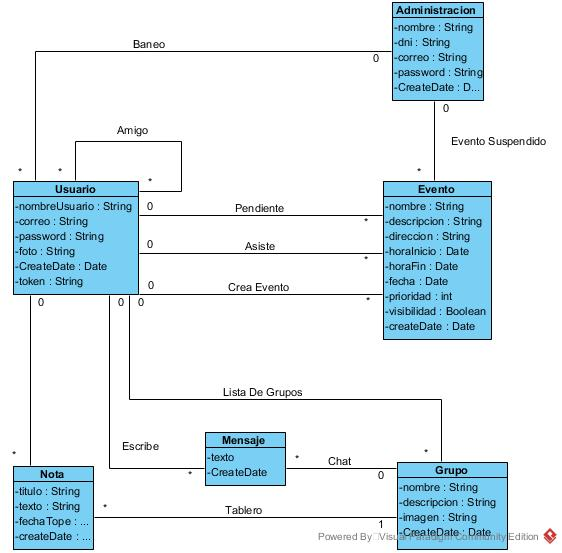 Administracion
-nombre : String
-dni : String
-correo : String
-password : String
-CreateDate : D...
Baneo
0
0
Evento Suspendido
Amigo
*
*
*
*
Usuario
-nombreUsuario : String
-correo : String
-password : String
-foto : String
-CreateDate : Date
-token : String
Evento
-nombre : String
-descripcion : String
-direccion : String
-horaInicio : Date
-horaFin : Date
-fecha : Date
-prioridad : int
-visibilidad : Boolean
-createDate : Date
0
Pendiente
*
0
Asiste
*
0
Crea Evento
*
0
0
0
Lista De Grupos
*
Escribe
*
Mensaje
-texto
-CreateDate
*
Chat
0
*
Nota
-titulo : String
-texto : String
-fechaTope : ...
-createDate : ...
*
Tablero
1
Grupo
-nombre : String
-descripcion : String
-imagen : String
-CreateDate : Date
Powered By Visual Paradigm Community Edition